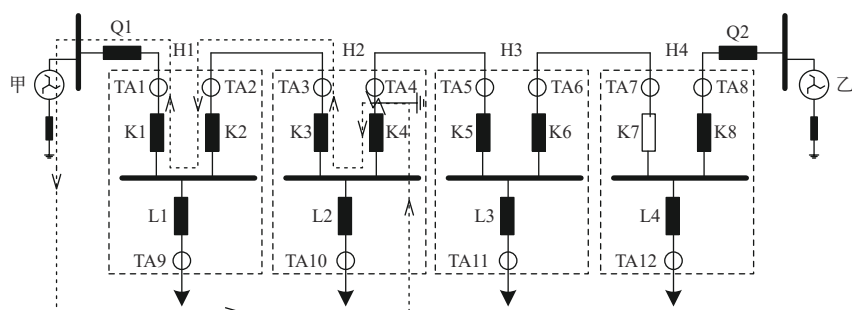 Q1
Q2
H1
H2
H3
H4
甲
乙
TA1
TA2
TA3
TA4
TA5
TA6
TA7
TA8
K1
K2
K3
K4
K5
K6
K7
K8
L1
L2
L3
L4
TA9
TA10
TA11
TA12